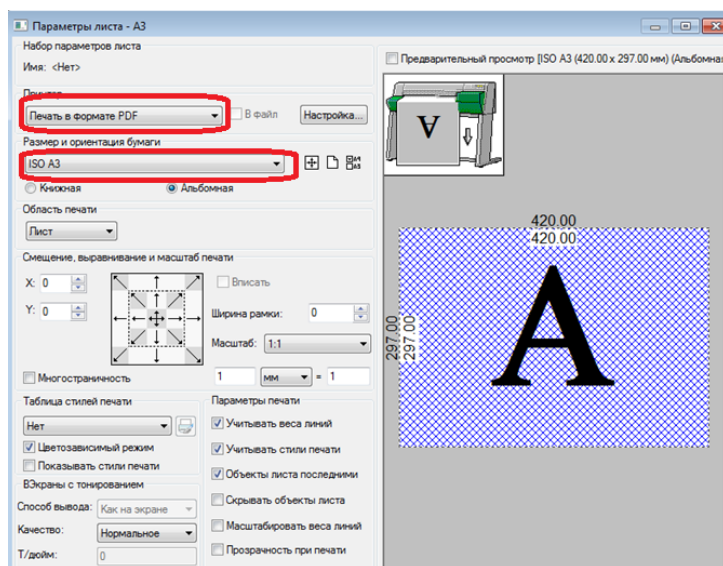 Параметры листа - A3
Набор параметров листа
Имя: <Нет>
Принтер
Печать в формате PDF
В файл
Настройка...
Размер и ориентация бумаги
ISO A3
Книжная
Альбомная
Область печати
Лист
Смещение, выравнивание и масштаб печати
X: 0
Y: 0
Вписать
Ширина рамки: 0
Масштаб: 1:1
Многостраничность
1 мм = 1
Таблица стилей печати
Нет
Цветозависимый режим
Показывать стили печати
ВЭкраны с тонированием
Способ вывода: Как на экране
Качество: Нормальное
Т/дюйм: 0
Параметры печати
Учитывать веса линий
Учитывать стили печати
Объекты листа последними
Скрывать объекты листа
Масштабировать веса линий
Прозрачность при печати
Предварительный просмотр [ISO A3 (420.00 x 297.00 мм) (Альбомна
A
420.00
420.00
297.00
297.00
A